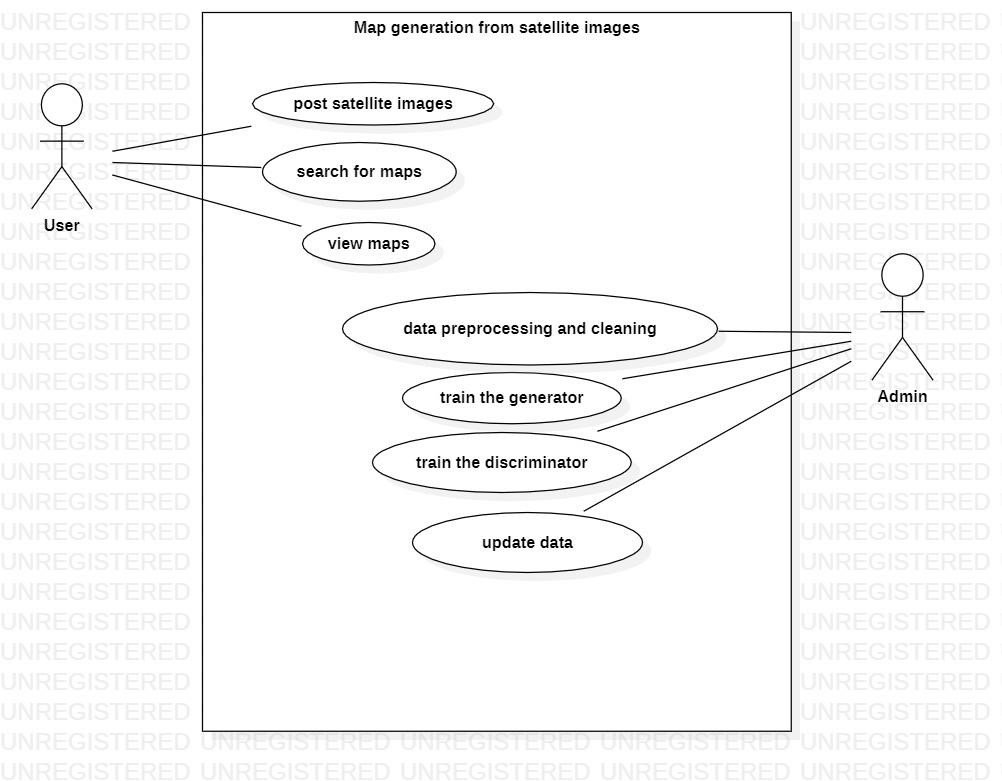 Map generation from satellite images
post satellite images
search for maps
User
view maps
data preprocessing and cleaning
Admin
train the generator
train the discriminator
update data
UNREGISTERED